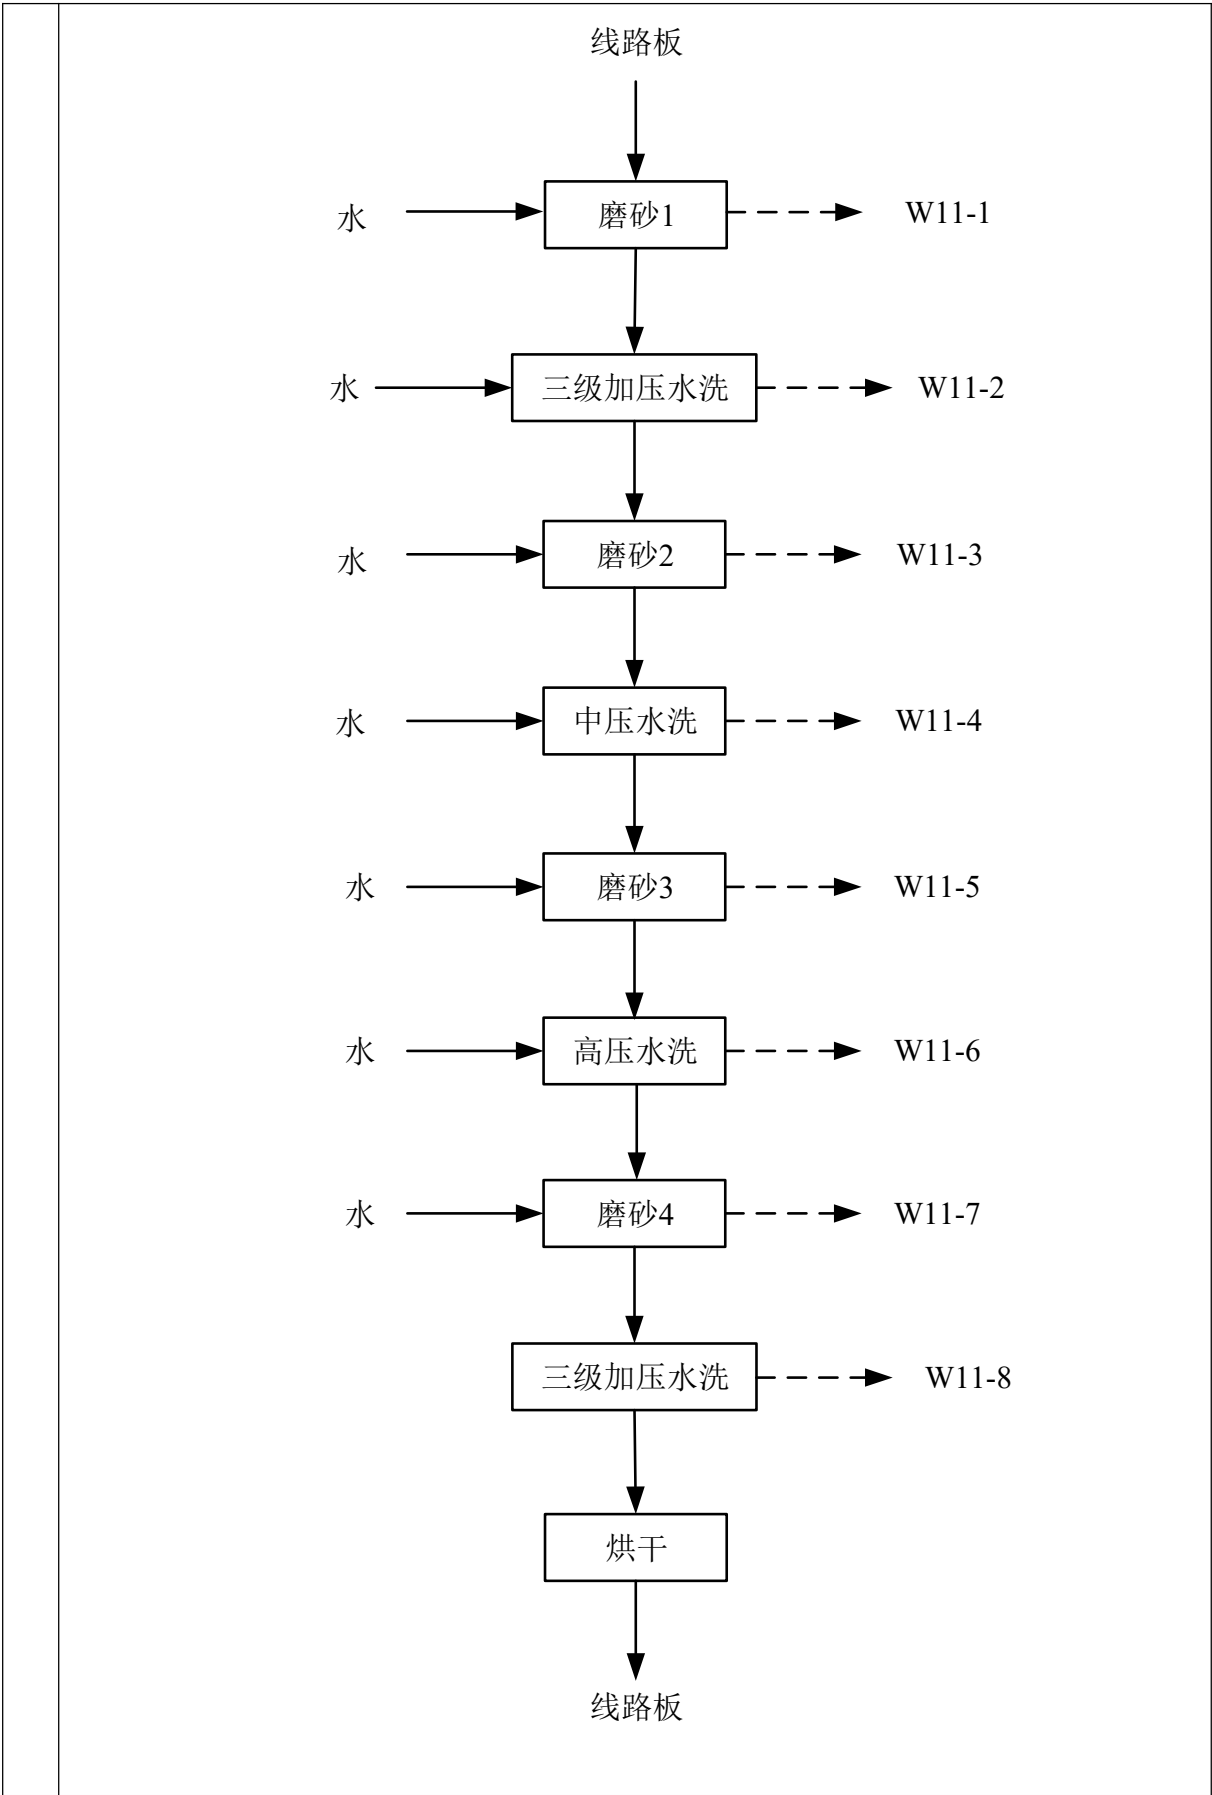 线路板
水 磨砂1 W11-1
水 三级加压水洗 W11-2
水 磨砂2 W11-3
水 中压水洗 W11-4
水 磨砂3 W11-5
水 高压水洗 W11-6
水 磨砂4 W11-7
三级加压水洗 W11-8
烘干
线路板